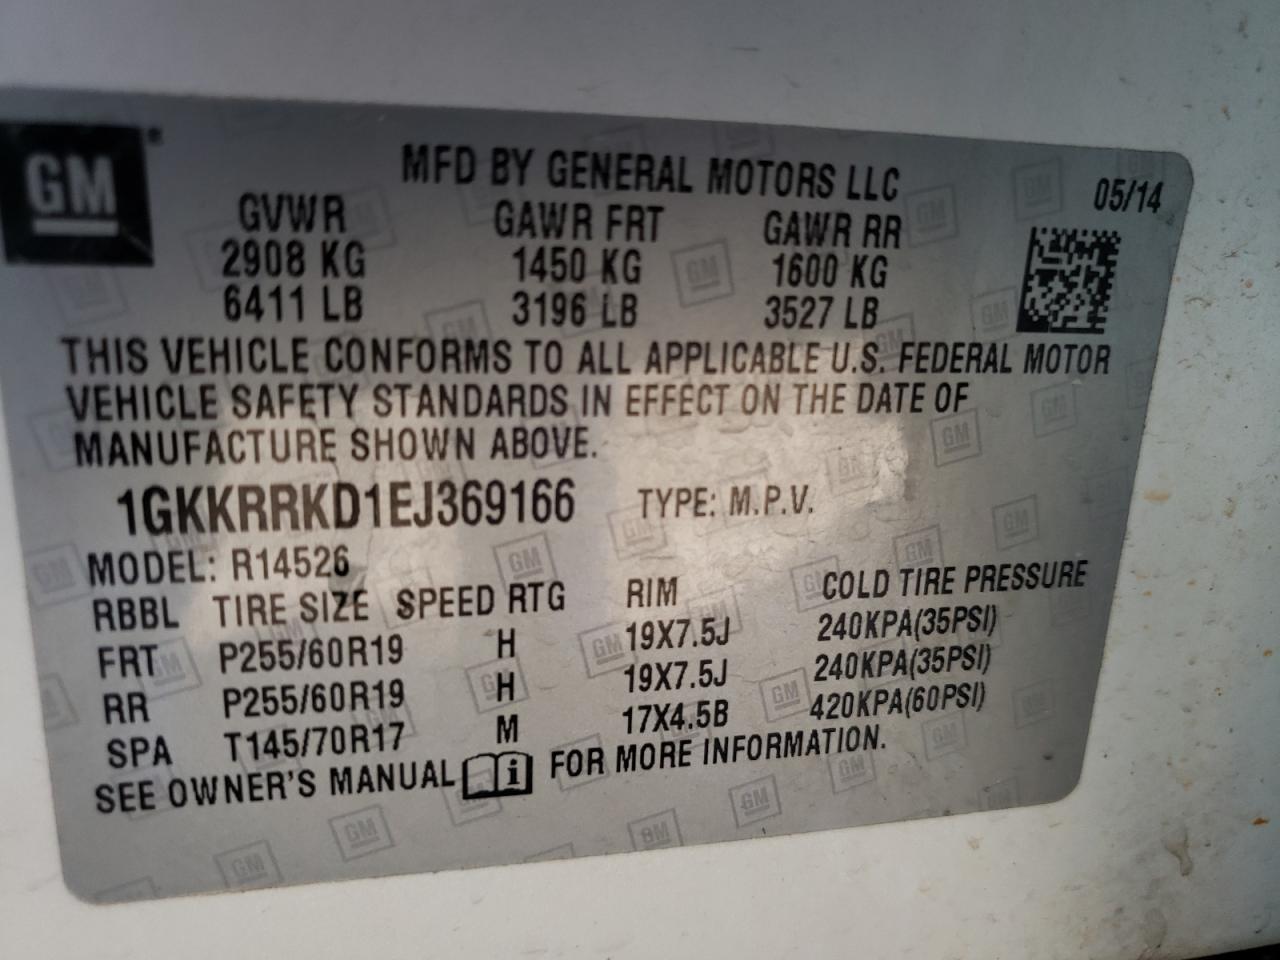 GM
MFD BY GENERAL MOTORS LLC
05/14
GVWR GAWR FRT GAWR RR
2908 KG 1450 KG 1600 KG
6411 LB 3196 LB 3527 LB
THIS VEHICLE CONFORMS TO ALL APPLICABLE U.S. FEDERAL MOTOR
VEHICLE SAFETY STANDARDS IN EFFECT ON THE DATE OF
MANUFACTURE SHOWN ABOVE.
1GKKRRKD1EJ369166 TYPE: M.P.V.
MODEL: R14526
RBBL TIRE SIZE SPEED RTG RIM COLD TIRE PRESSURE
FRT P255/60R19 H 19X7.5J 240KPA(35PSI)
RR P255/60R19 H 19X7.5J 240KPA(35PSI)
SPA T145/70R17 M 17X4.5B 420KPA(60PSI)
SEE OWNER'S MANUAL i FOR MORE INFORMATION.